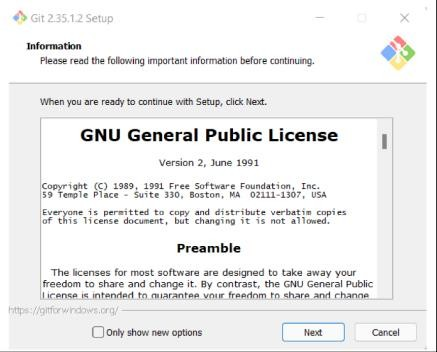 Git 2.35.1.2 Setup
Information
Please read the following important information before continuing.
When you are ready to continue with Setup, click Next.
GNU General Public License
Version 2, June 1991
Copyright (C) 1989, 1991 Free Software Foundation, Inc.
59 Temple Place - Suite 330, Boston, MA  02111-1307, USA
Everyone is permitted to copy and distribute verbatim copies
of this license document, but changing it is not allowed.
Preamble
The licenses for most software are designed to take away your
freedom to share and change it. By contrast, the GNU General Public
License is intended to guarantee your freedom to share and change
https://gitforwindows.org/
Only show new options
Next
Cancel